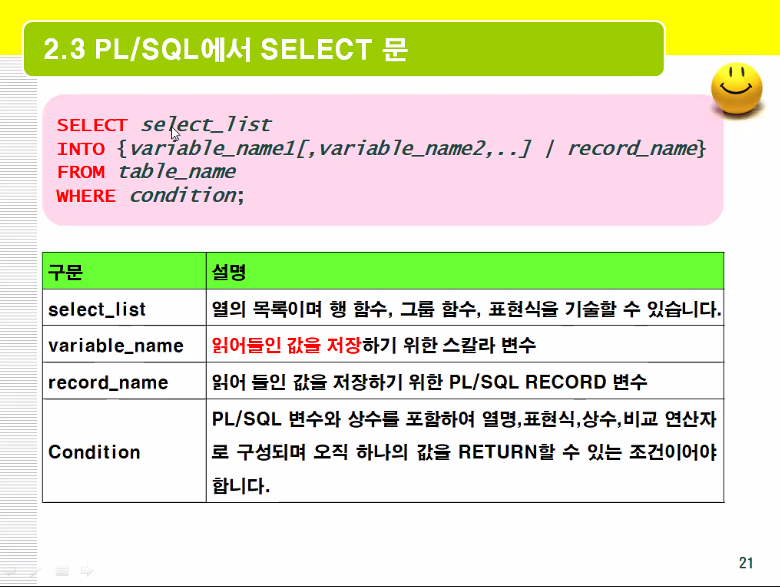 2.3 PL/SQL에서 SELECT 문
SELECT select_list
INTO {variable_name1[,variable_name2,..] | record_name}
FROM table_name
WHERE condition;
구문 설명
select_list 열의 목록이며 행 함수, 그룹 함수, 표현식을 기술할 수 있습니다.
variable_name 읽어들인 값을 저장하기 위한 스칼라 변수
record_name 읽어 들인 값을 저장하기 위한 PL/SQL RECORD 변수
Condition PL/SQL 변수와 상수를 포함하여 열명,표현식,상수,비교 연산자
로 구성되며 오직 하나의 값을 RETURN할 수 있는 조건이어야
합니다.
21